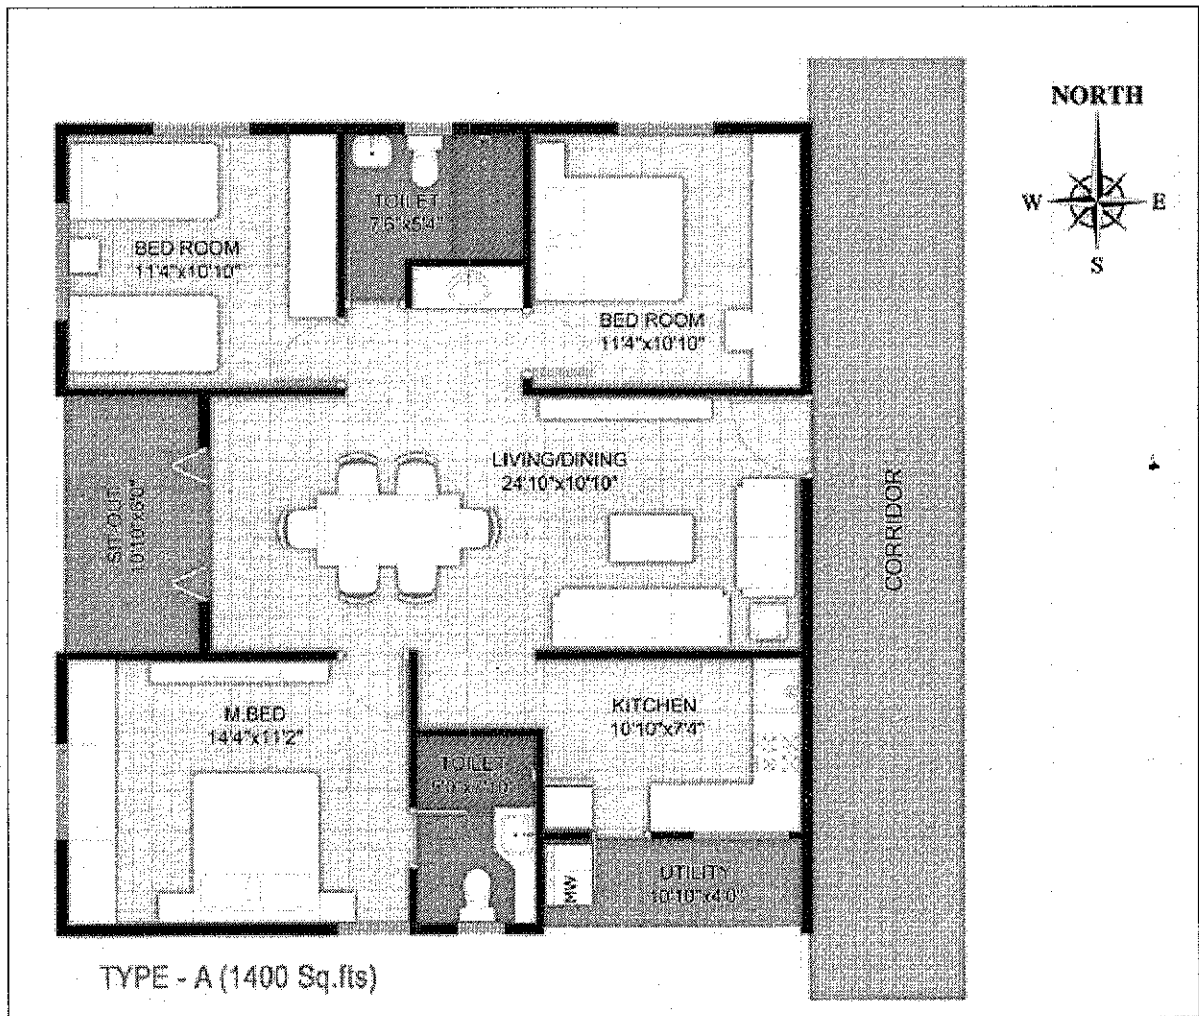 NORTH
W
E
S
TOILET
7'6"x5'4"
BED ROOM
11'4"x10'10"
BED ROOM
11'4"x10'10"
LIVING/DINING
24'10"x10'10"
SIT-OUT
CORRIDOR
M.BED
14'4"x11'2"
KITCHEN
10'10"x7'4"
TOILET
UTILITY
10'10"x4'0"
MW
TYPE - A (1400 Sq.fts)